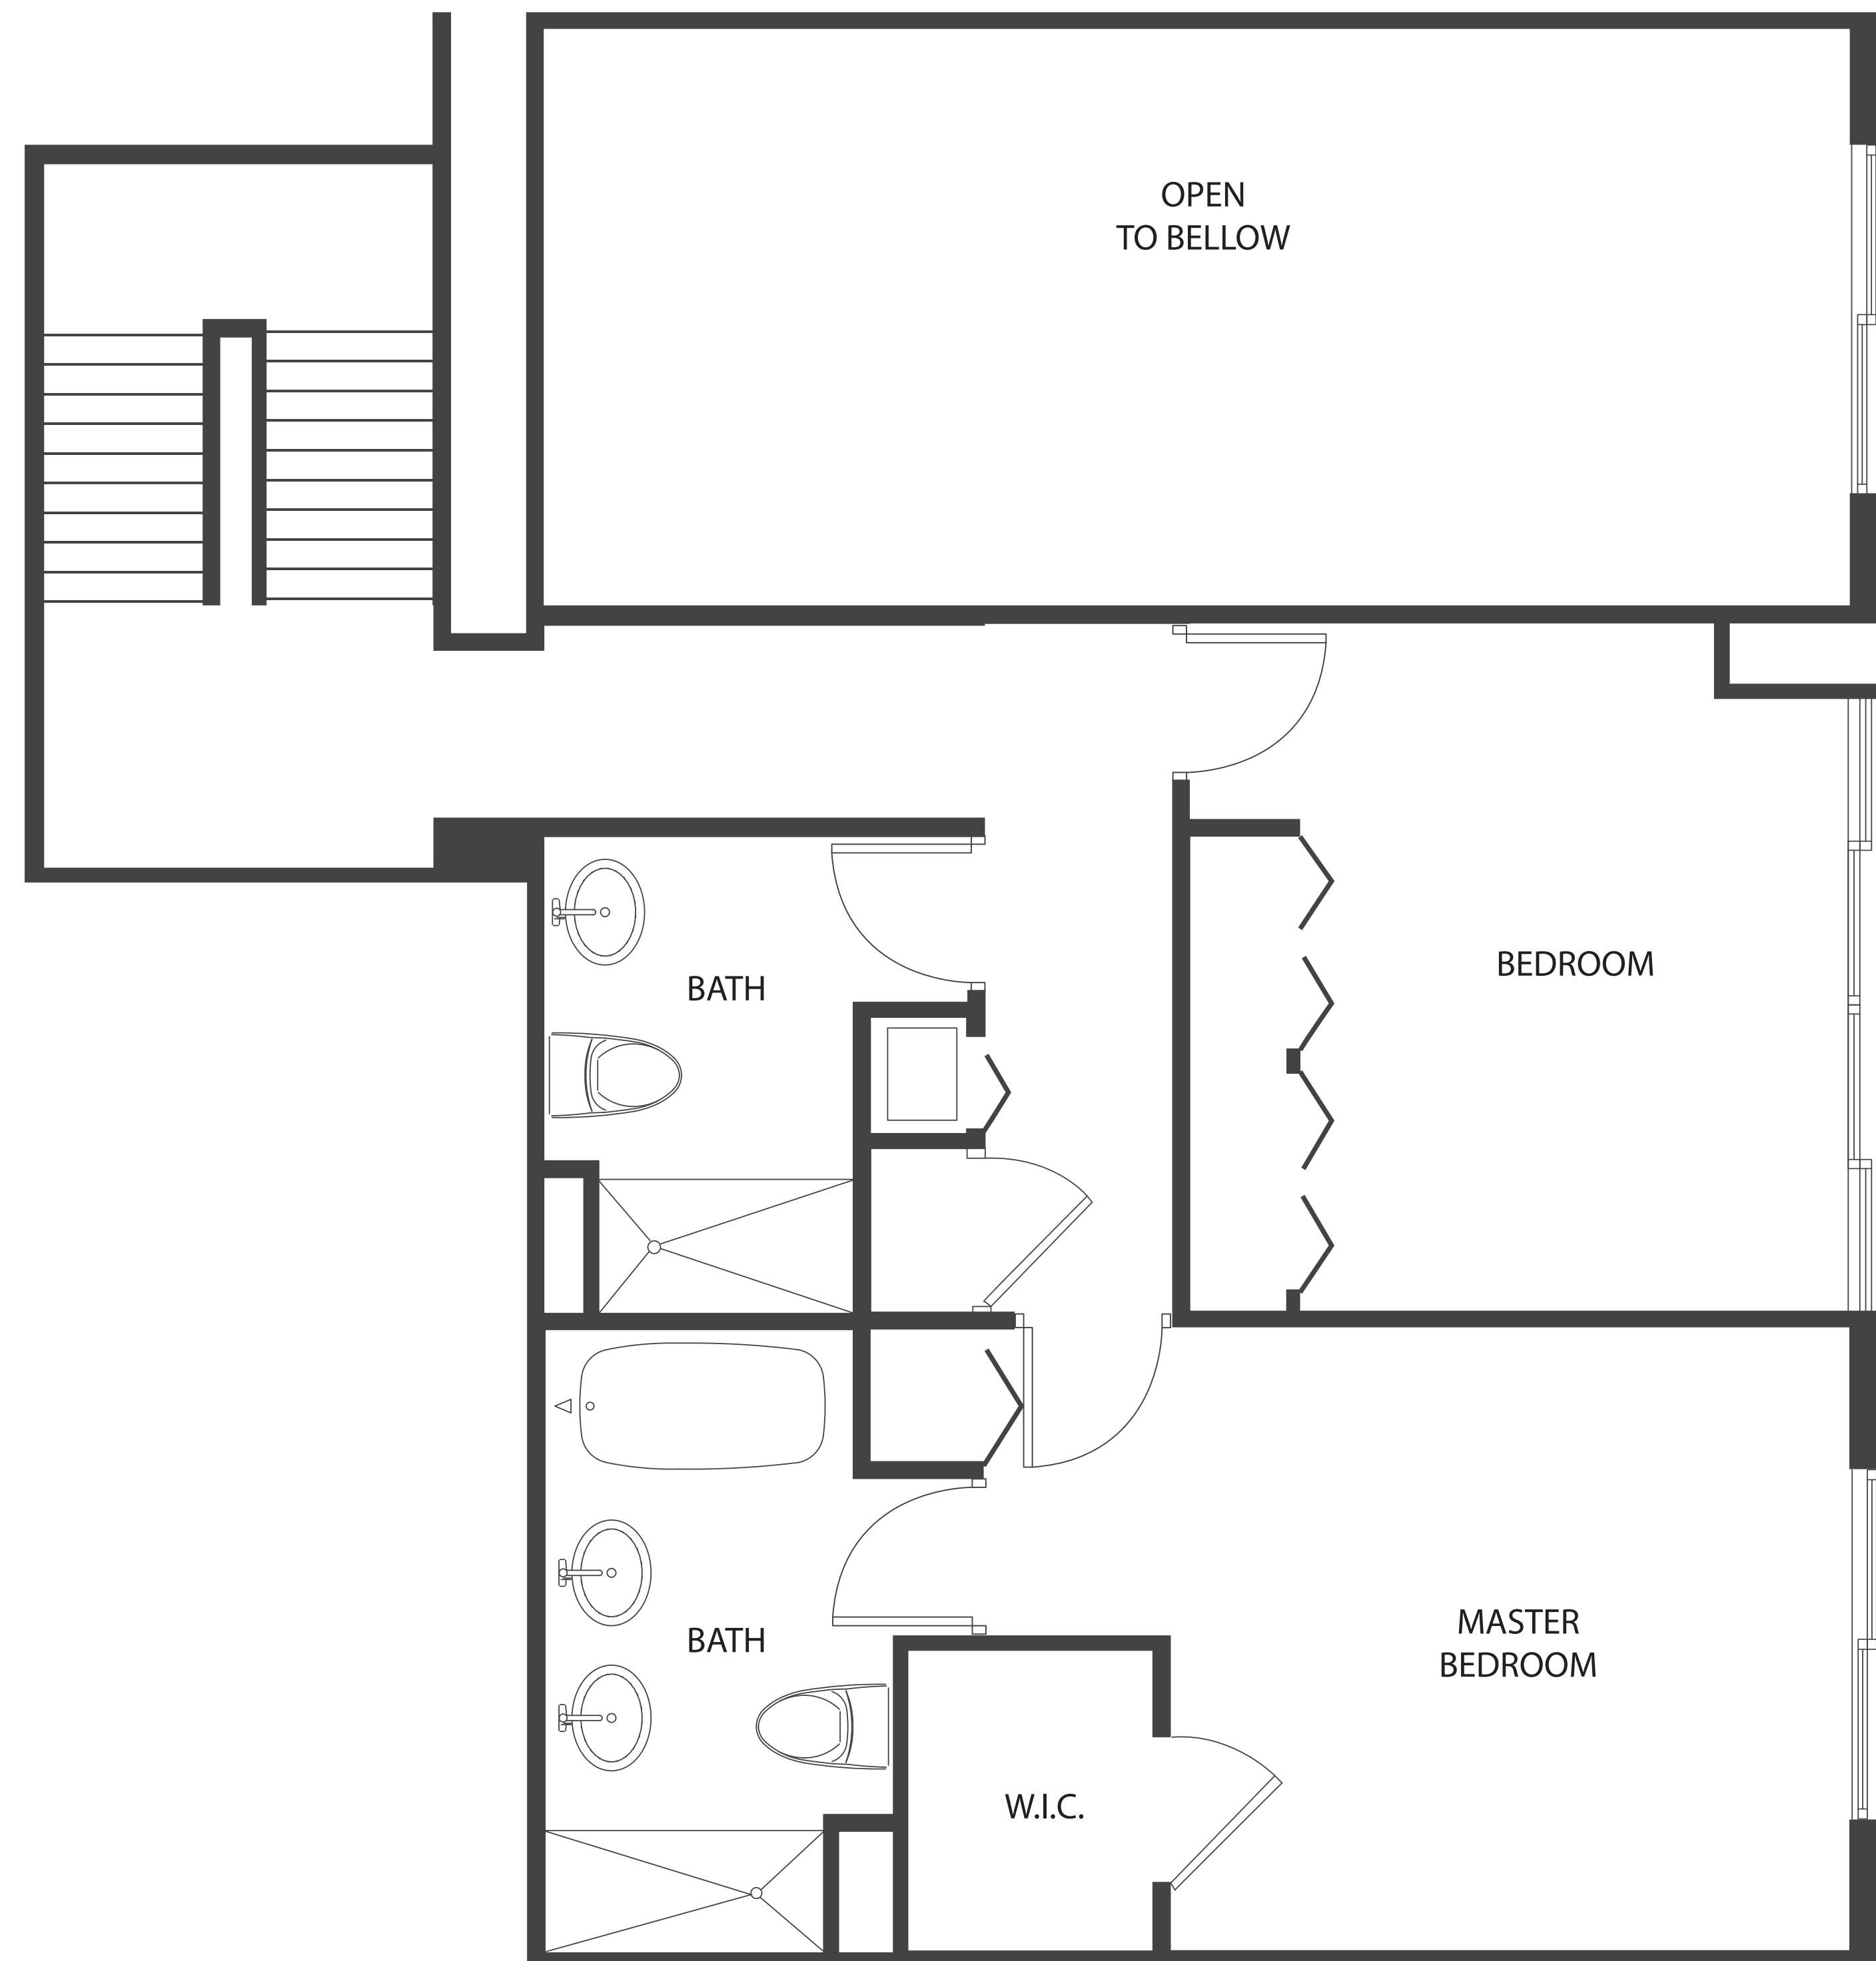 OPEN
TO BELLOW
BEDROOM
BATH
MASTER
BEDROOM
BATH
W.I.C.